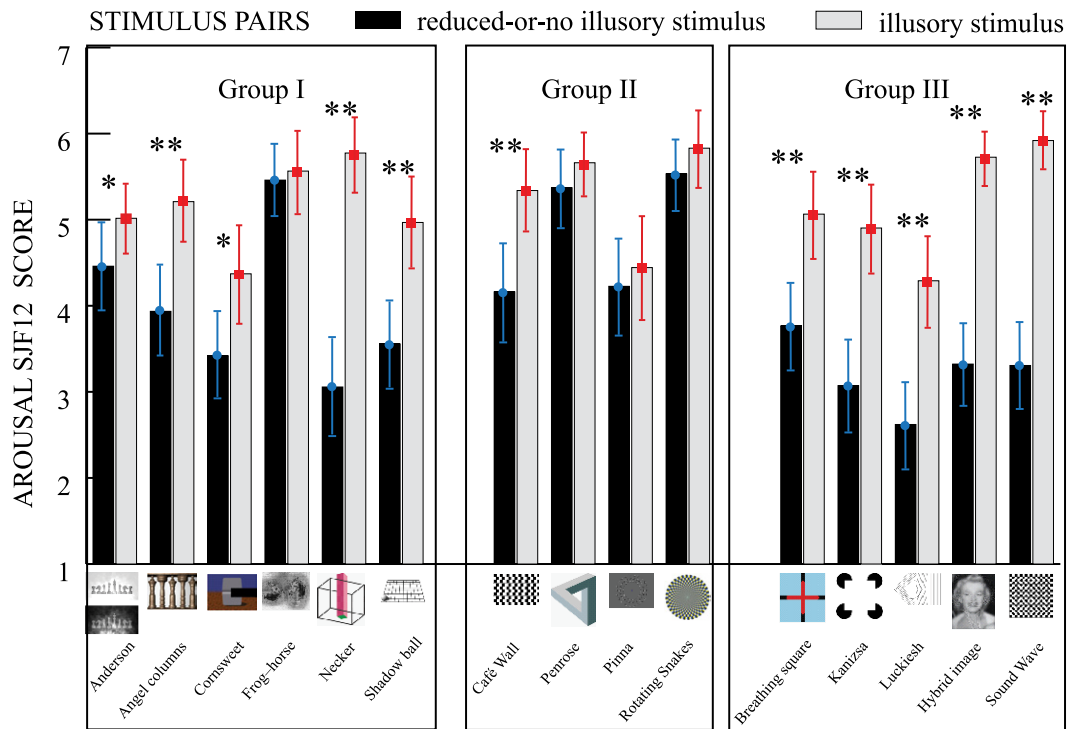 STIMULUS PAIRS reduced-or-no illusory stimulus illusory stimulus
AROUSAL SJF12 SCORE
7
6
5
4
3
2
1
Group I
*
**
*
**
**
Anderson
Angel columns
Cornsweet
Frog–horse
Necker
Shadow ball
Group II
**
Café Wall
Penrose
Pinna
Rotating Snakes
Group III
**
**
**
**
**
Breathing square
Kanizsa
Luckiesh
Hybrid image
Sound Wave